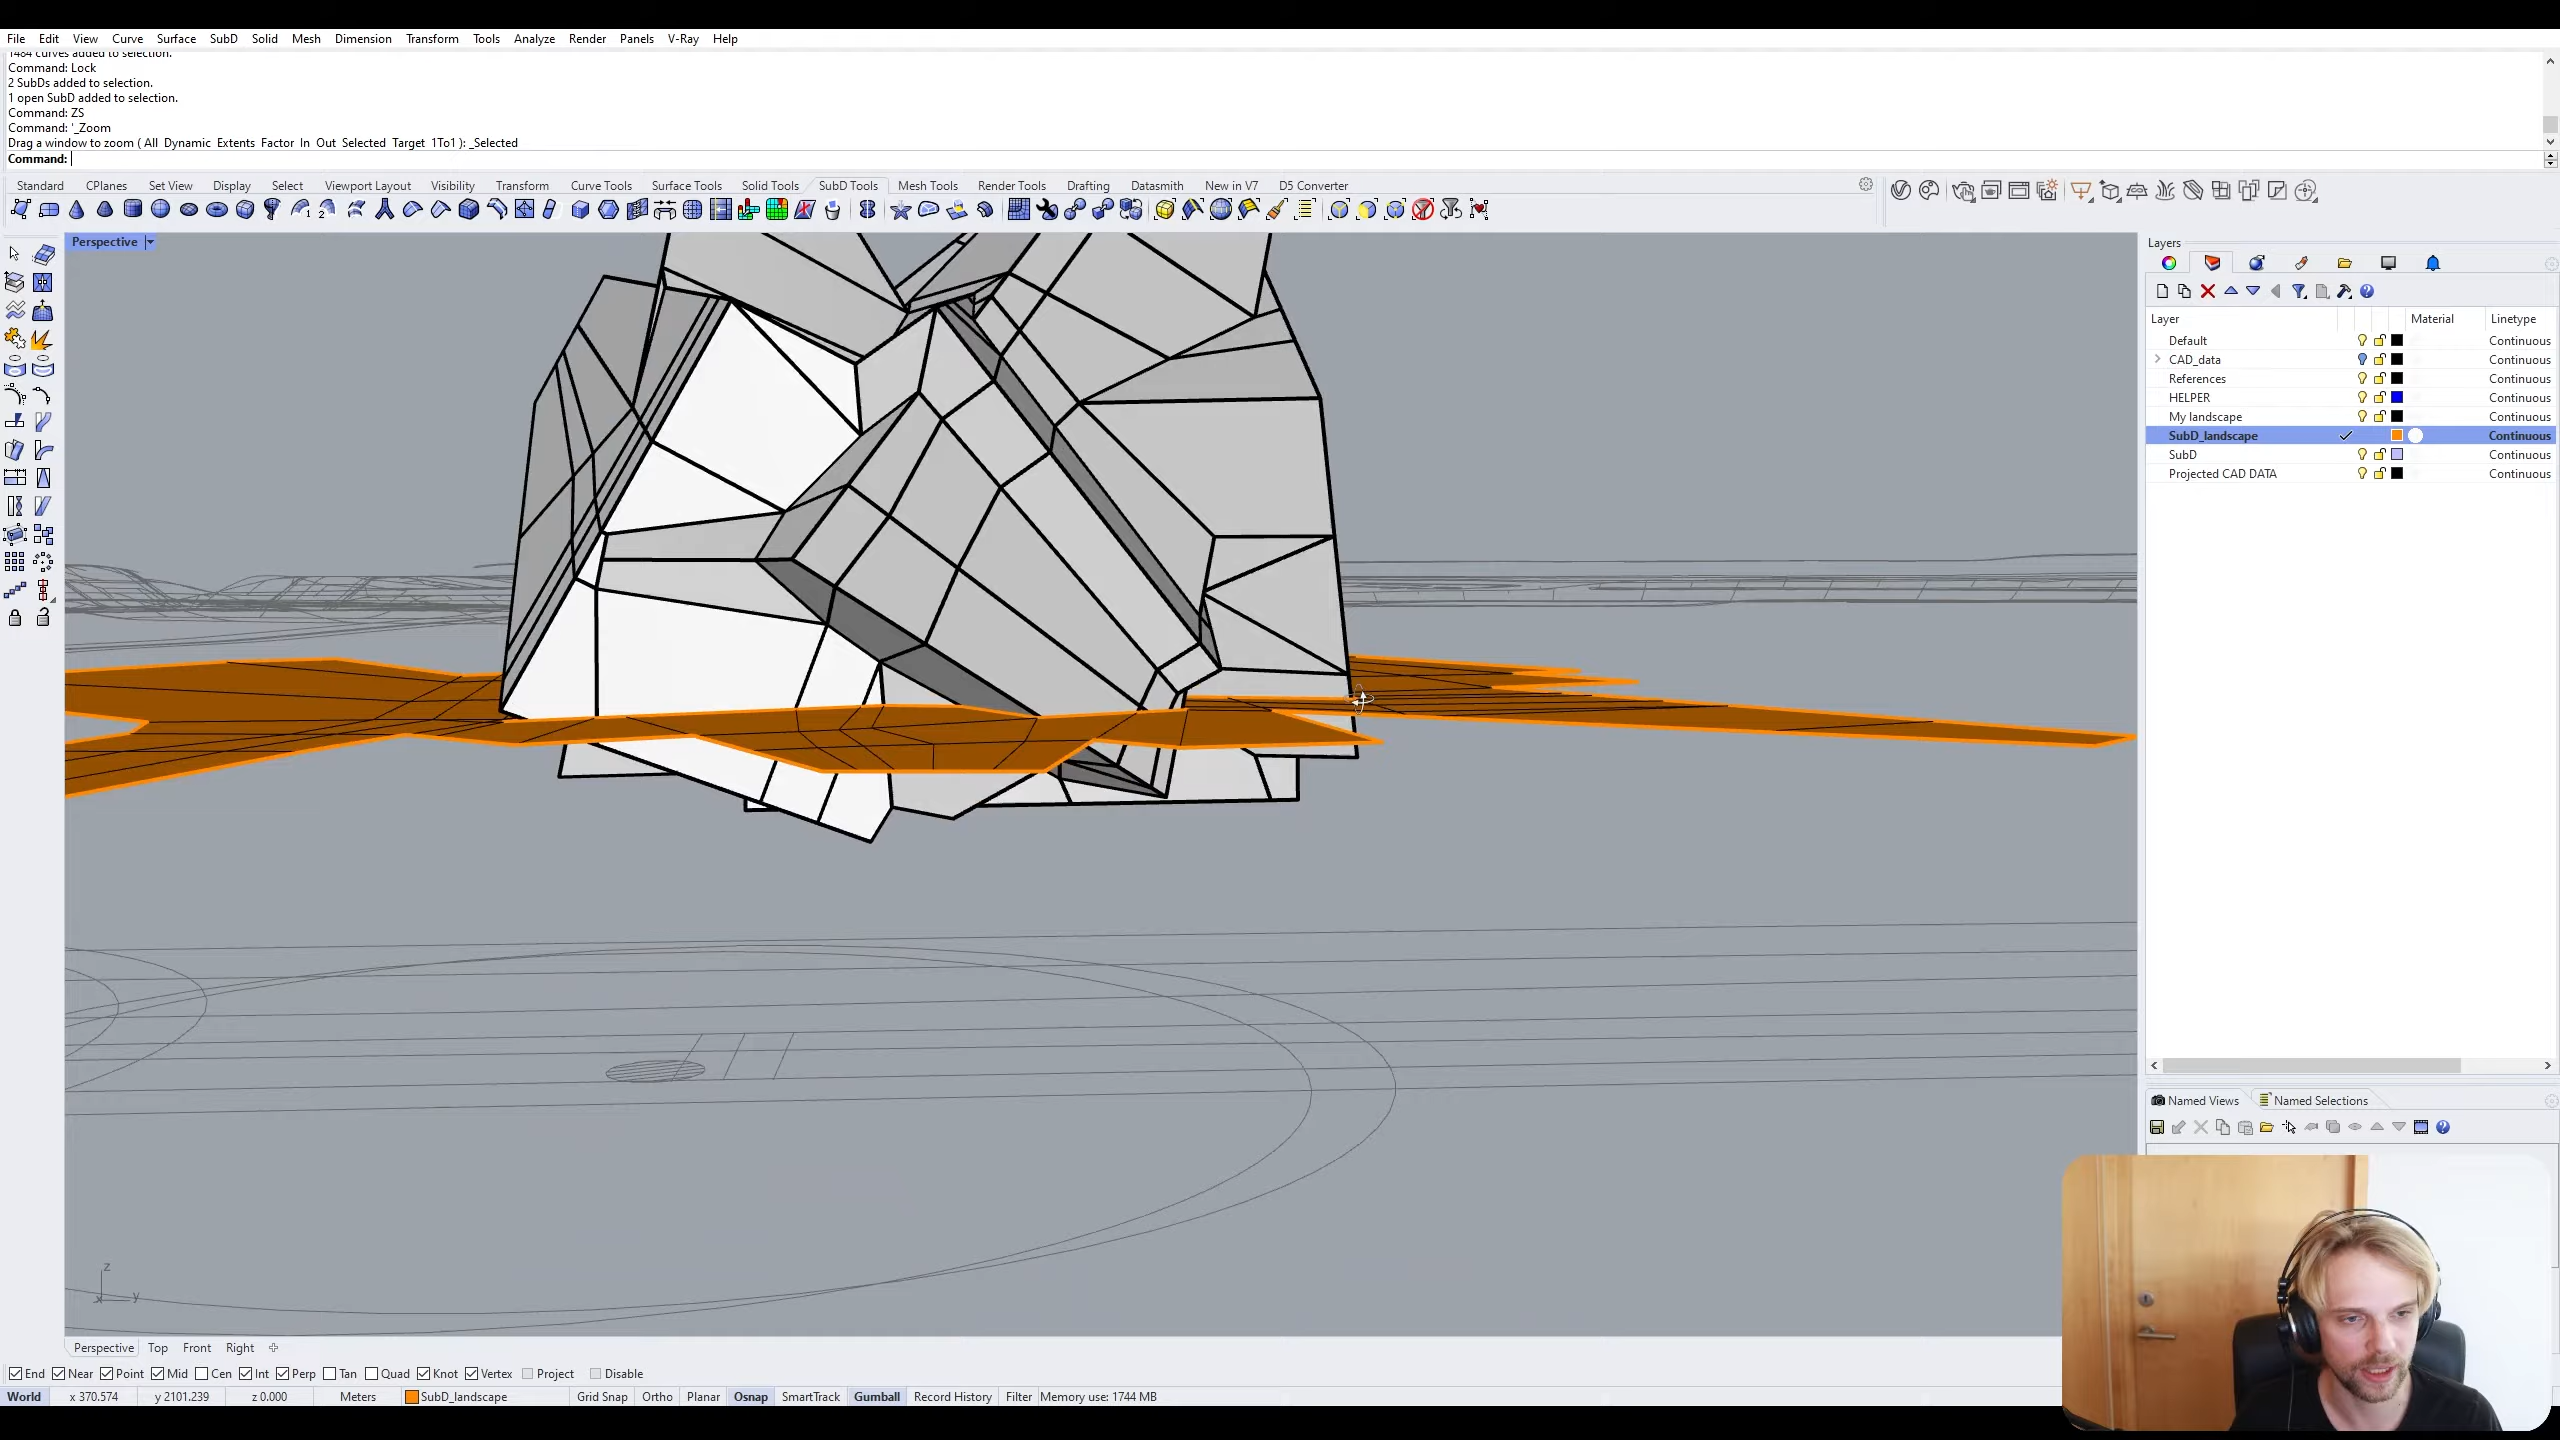 File Edit View Curve Surface SubD Solid Mesh Dimension Transform Tools Analyze Render Panels V-Ray Help
1484 curves added to selection.
Command: Lock
2 SubDs added to selection.
1 open SubD added to selection.
Command: ZS
Command: '_Zoom
Drag a window to zoom ( All Dynamic Extents Factor In Out Selected Target 1To1 ): _Selected
Command:
Standard CPlanes Set View Display Select Viewport Layout Visibility Transform Curve Tools Surface Tools Solid Tools SubD Tools Mesh Tools Render Tools Drafting Datasmith New in V7 D5 Converter
Perspective
Layers
Layer Material Linetype
Default Continuous
CAD_data Continuous
References Continuous
HELPER Continuous
My landscape Continuous
SubD_landscape Continuous
SubD Continuous
Projected CAD DATA Continuous
Named Views Named Selections
z
x y
Perspective Top Front Right
End Near Point Mid Cen Int Perp Tan Quad Knot Vertex Project Disable
World x 370.574 y 2101.239 z 0.000 Meters SubD_landscape Grid Snap Ortho Planar Osnap SmartTrack Gumball Record History Filter Memory use: 1744 MB